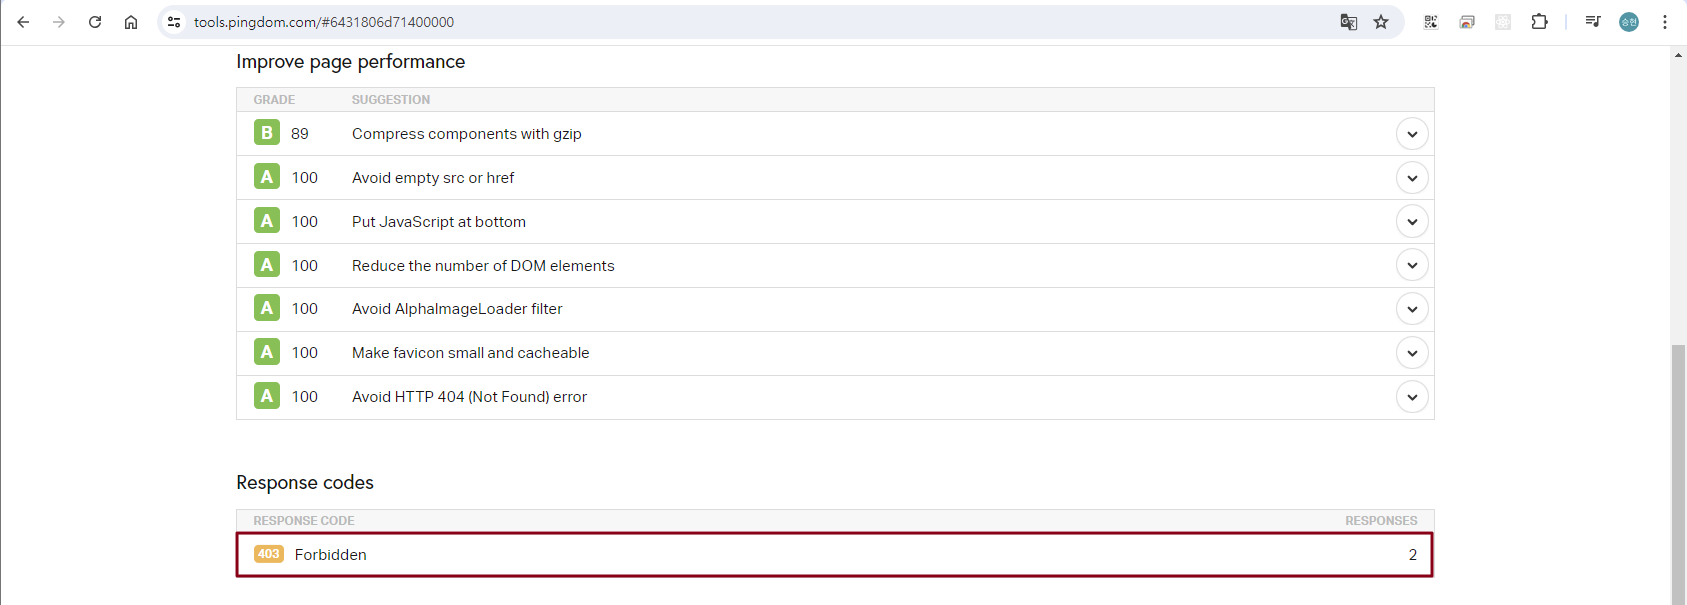 tools.pingdom.com/#6431806d71400000
승현
Improve page performance
GRADE SUGGESTION
B 89 Compress components with gzip
A 100 Avoid empty src or href
A 100 Put JavaScript at bottom
A 100 Reduce the number of DOM elements
A 100 Avoid AlphaImageLoader filter
A 100 Make favicon small and cacheable
A 100 Avoid HTTP 404 (Not Found) error
Response codes
RESPONSE CODE RESPONSES
403 Forbidden 2